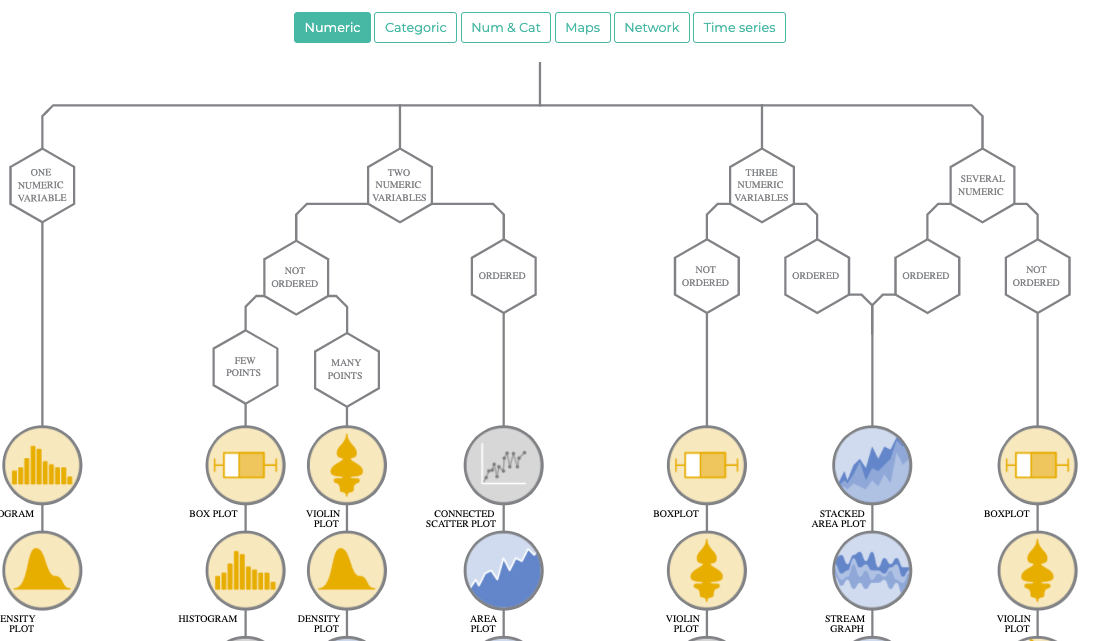 Numeric
Categoric
Num & Cat
Maps
Network
Time series
ONE
NUMERIC
VARIABLE
TWO
NUMERIC
VARIABLES
THREE
NUMERIC
VARIABLES
SEVERAL
NUMERIC
NOT
ORDERED
ORDERED
NOT
ORDERED
ORDERED
ORDERED
NOT
ORDERED
FEW
POINTS
MANY
POINTS
OGRAM
BOX PLOT
VIOLIN
PLOT
CONNECTED
SCATTER PLOT
BOXPLOT
STACKED
AREA PLOT
BOXPLOT
ENSITY
PLOT
HISTOGRAM
DENSITY
PLOT
AREA
PLOT
VIOLIN
PLOT
STREAM
GRAPH
VIOLIN
PLOT